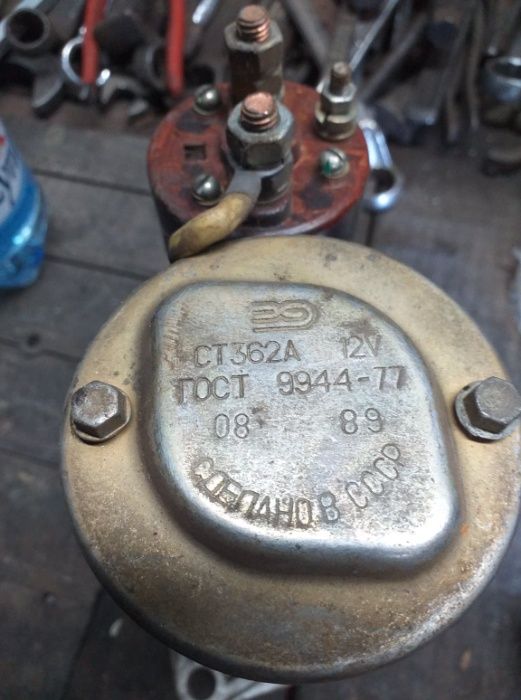 СТ362А 12V
ГОСТ 9944-77
08 89
СДЕЛАНО В СССР